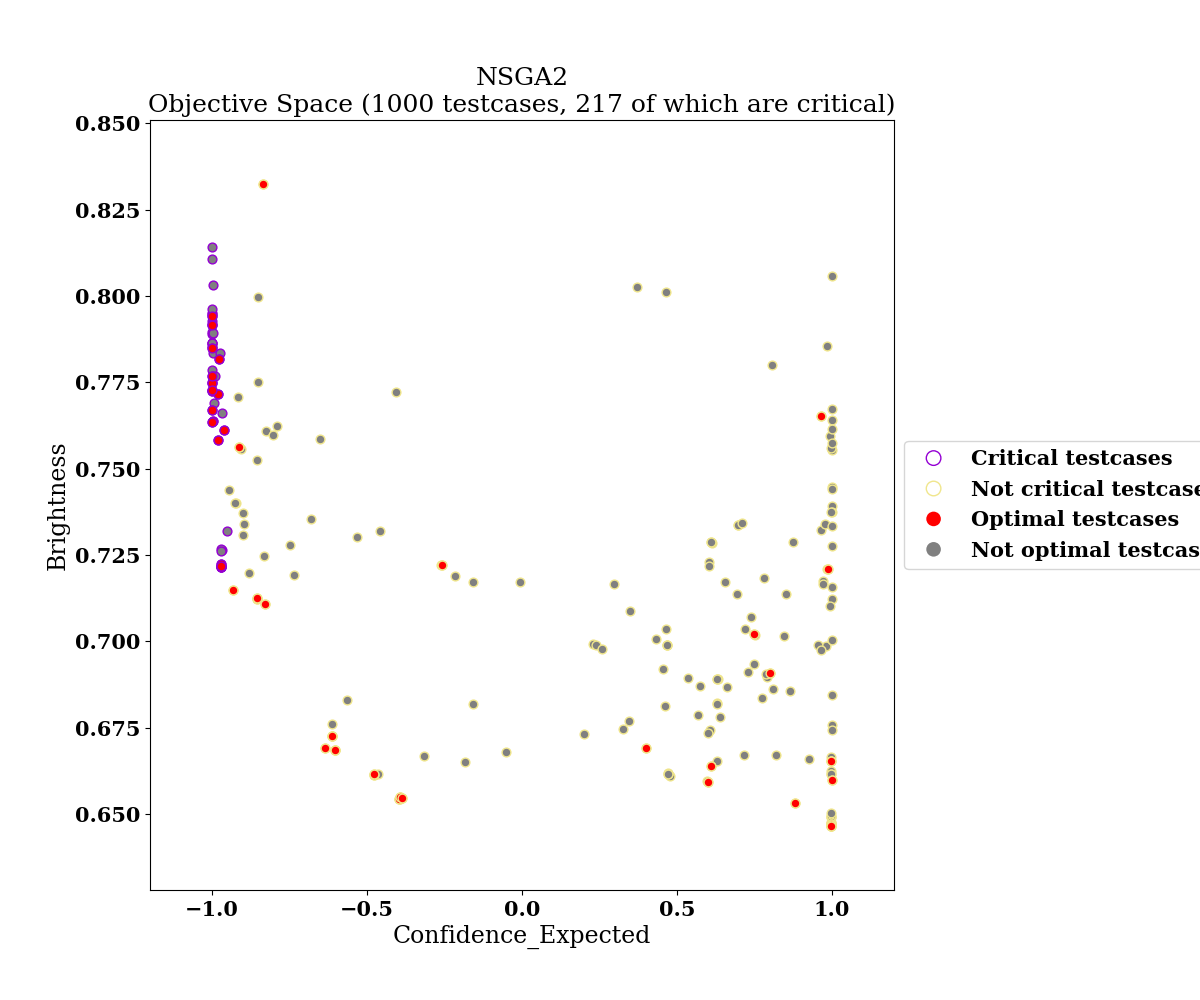 NSGA2
Objective Space (1000 testcases, 217 of which are critical)
0.850
0.825
0.800
0.775
0.750
0.725
0.700
0.675
0.650
Brightness
−1.0
−0.5
0.0
0.5
1.0
Confidence_Expected
Critical testcases
Not critical testcase
Optimal testcases
Not optimal testcas